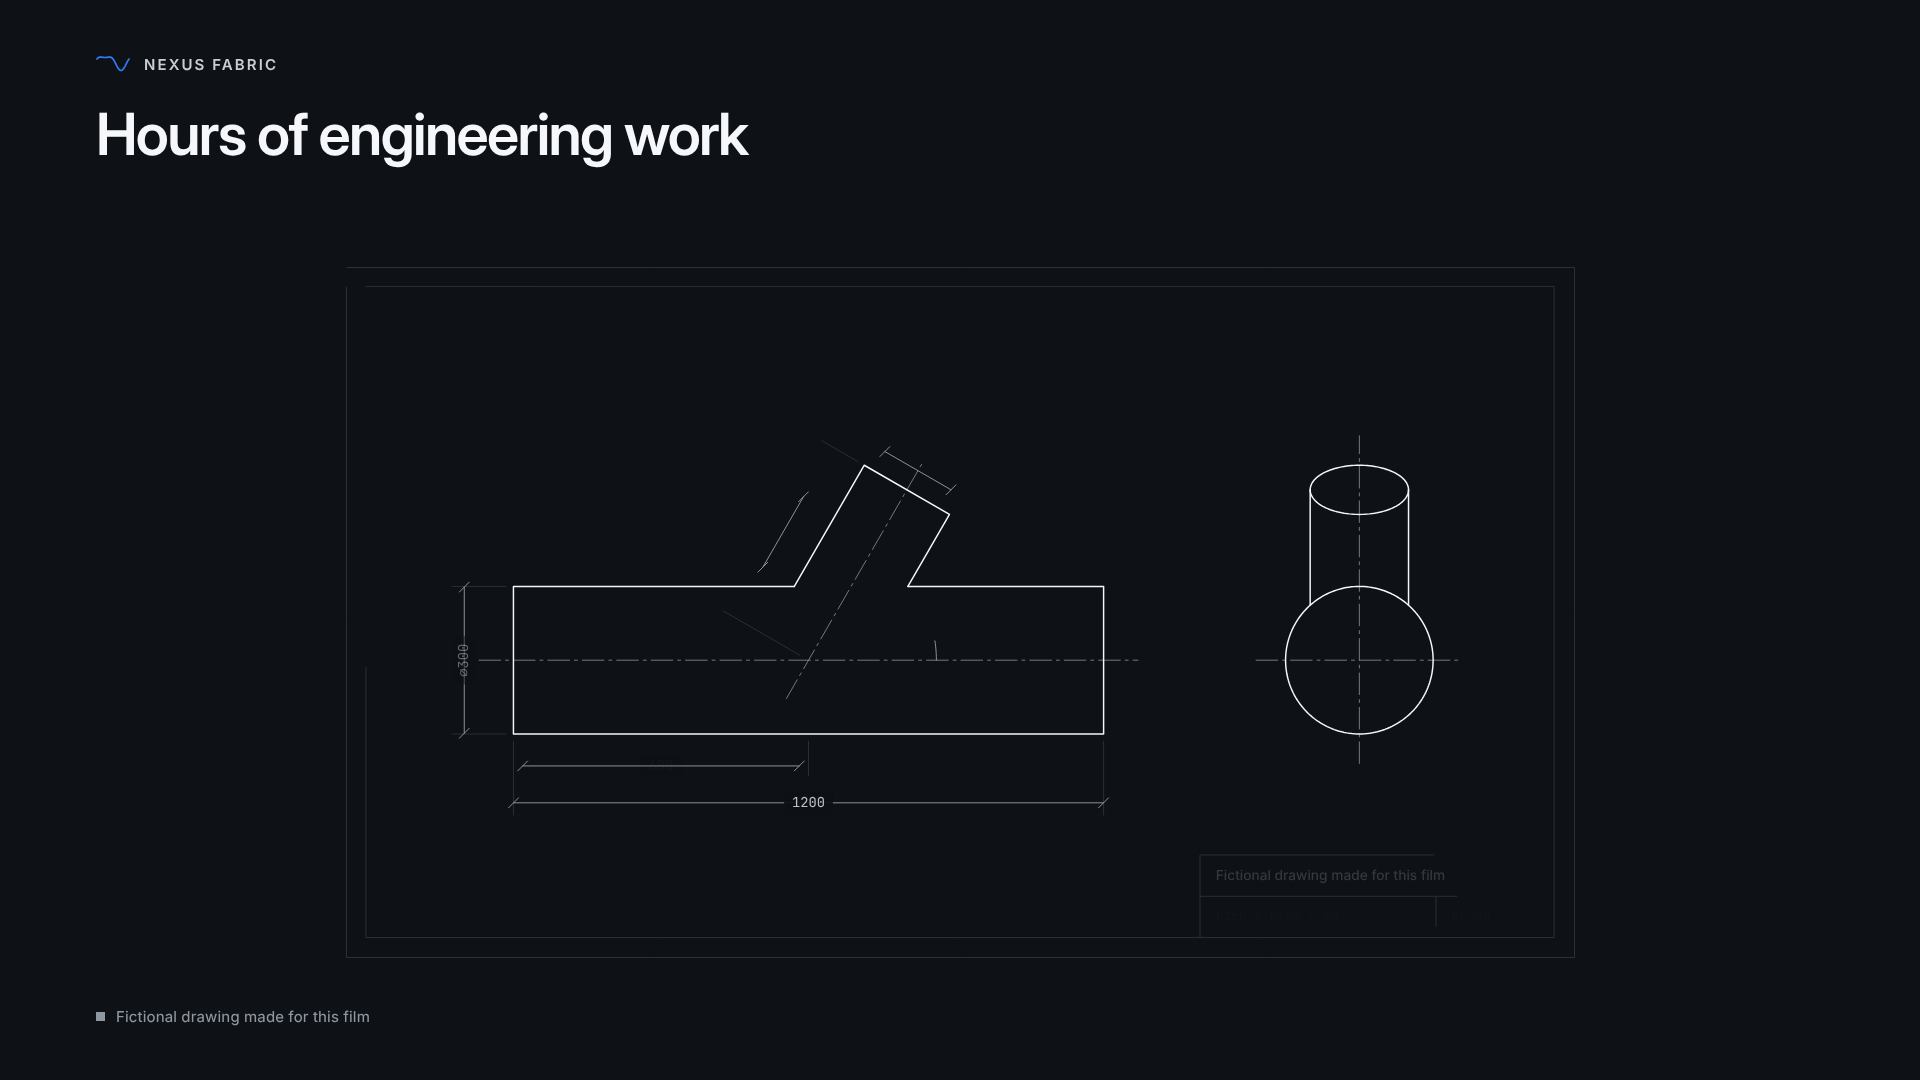 NEXUS FABRIC
Hours of engineering work
ø300
1200
Fictional drawing made for this film
Fictional drawing made for this film